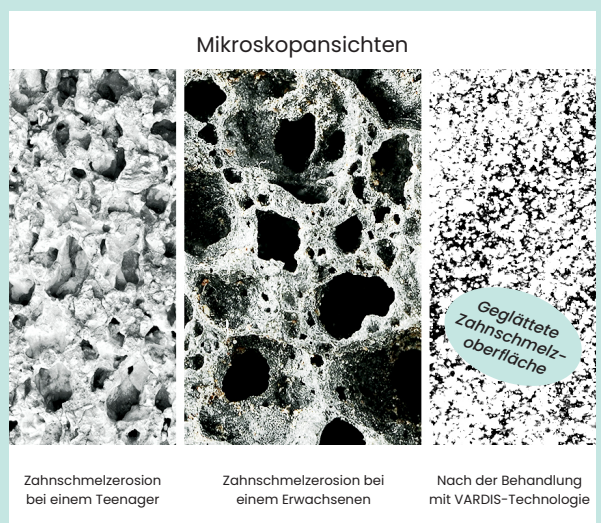 Mikroskopansichten
Geglättete
Zahnschmelz-
oberfläche
Zahnschmelzerosion
bei einem Teenager
Zahnschmelzerosion bei
einem Erwachsenen
Nach der Behandlung
mit VARDIS-Technologie